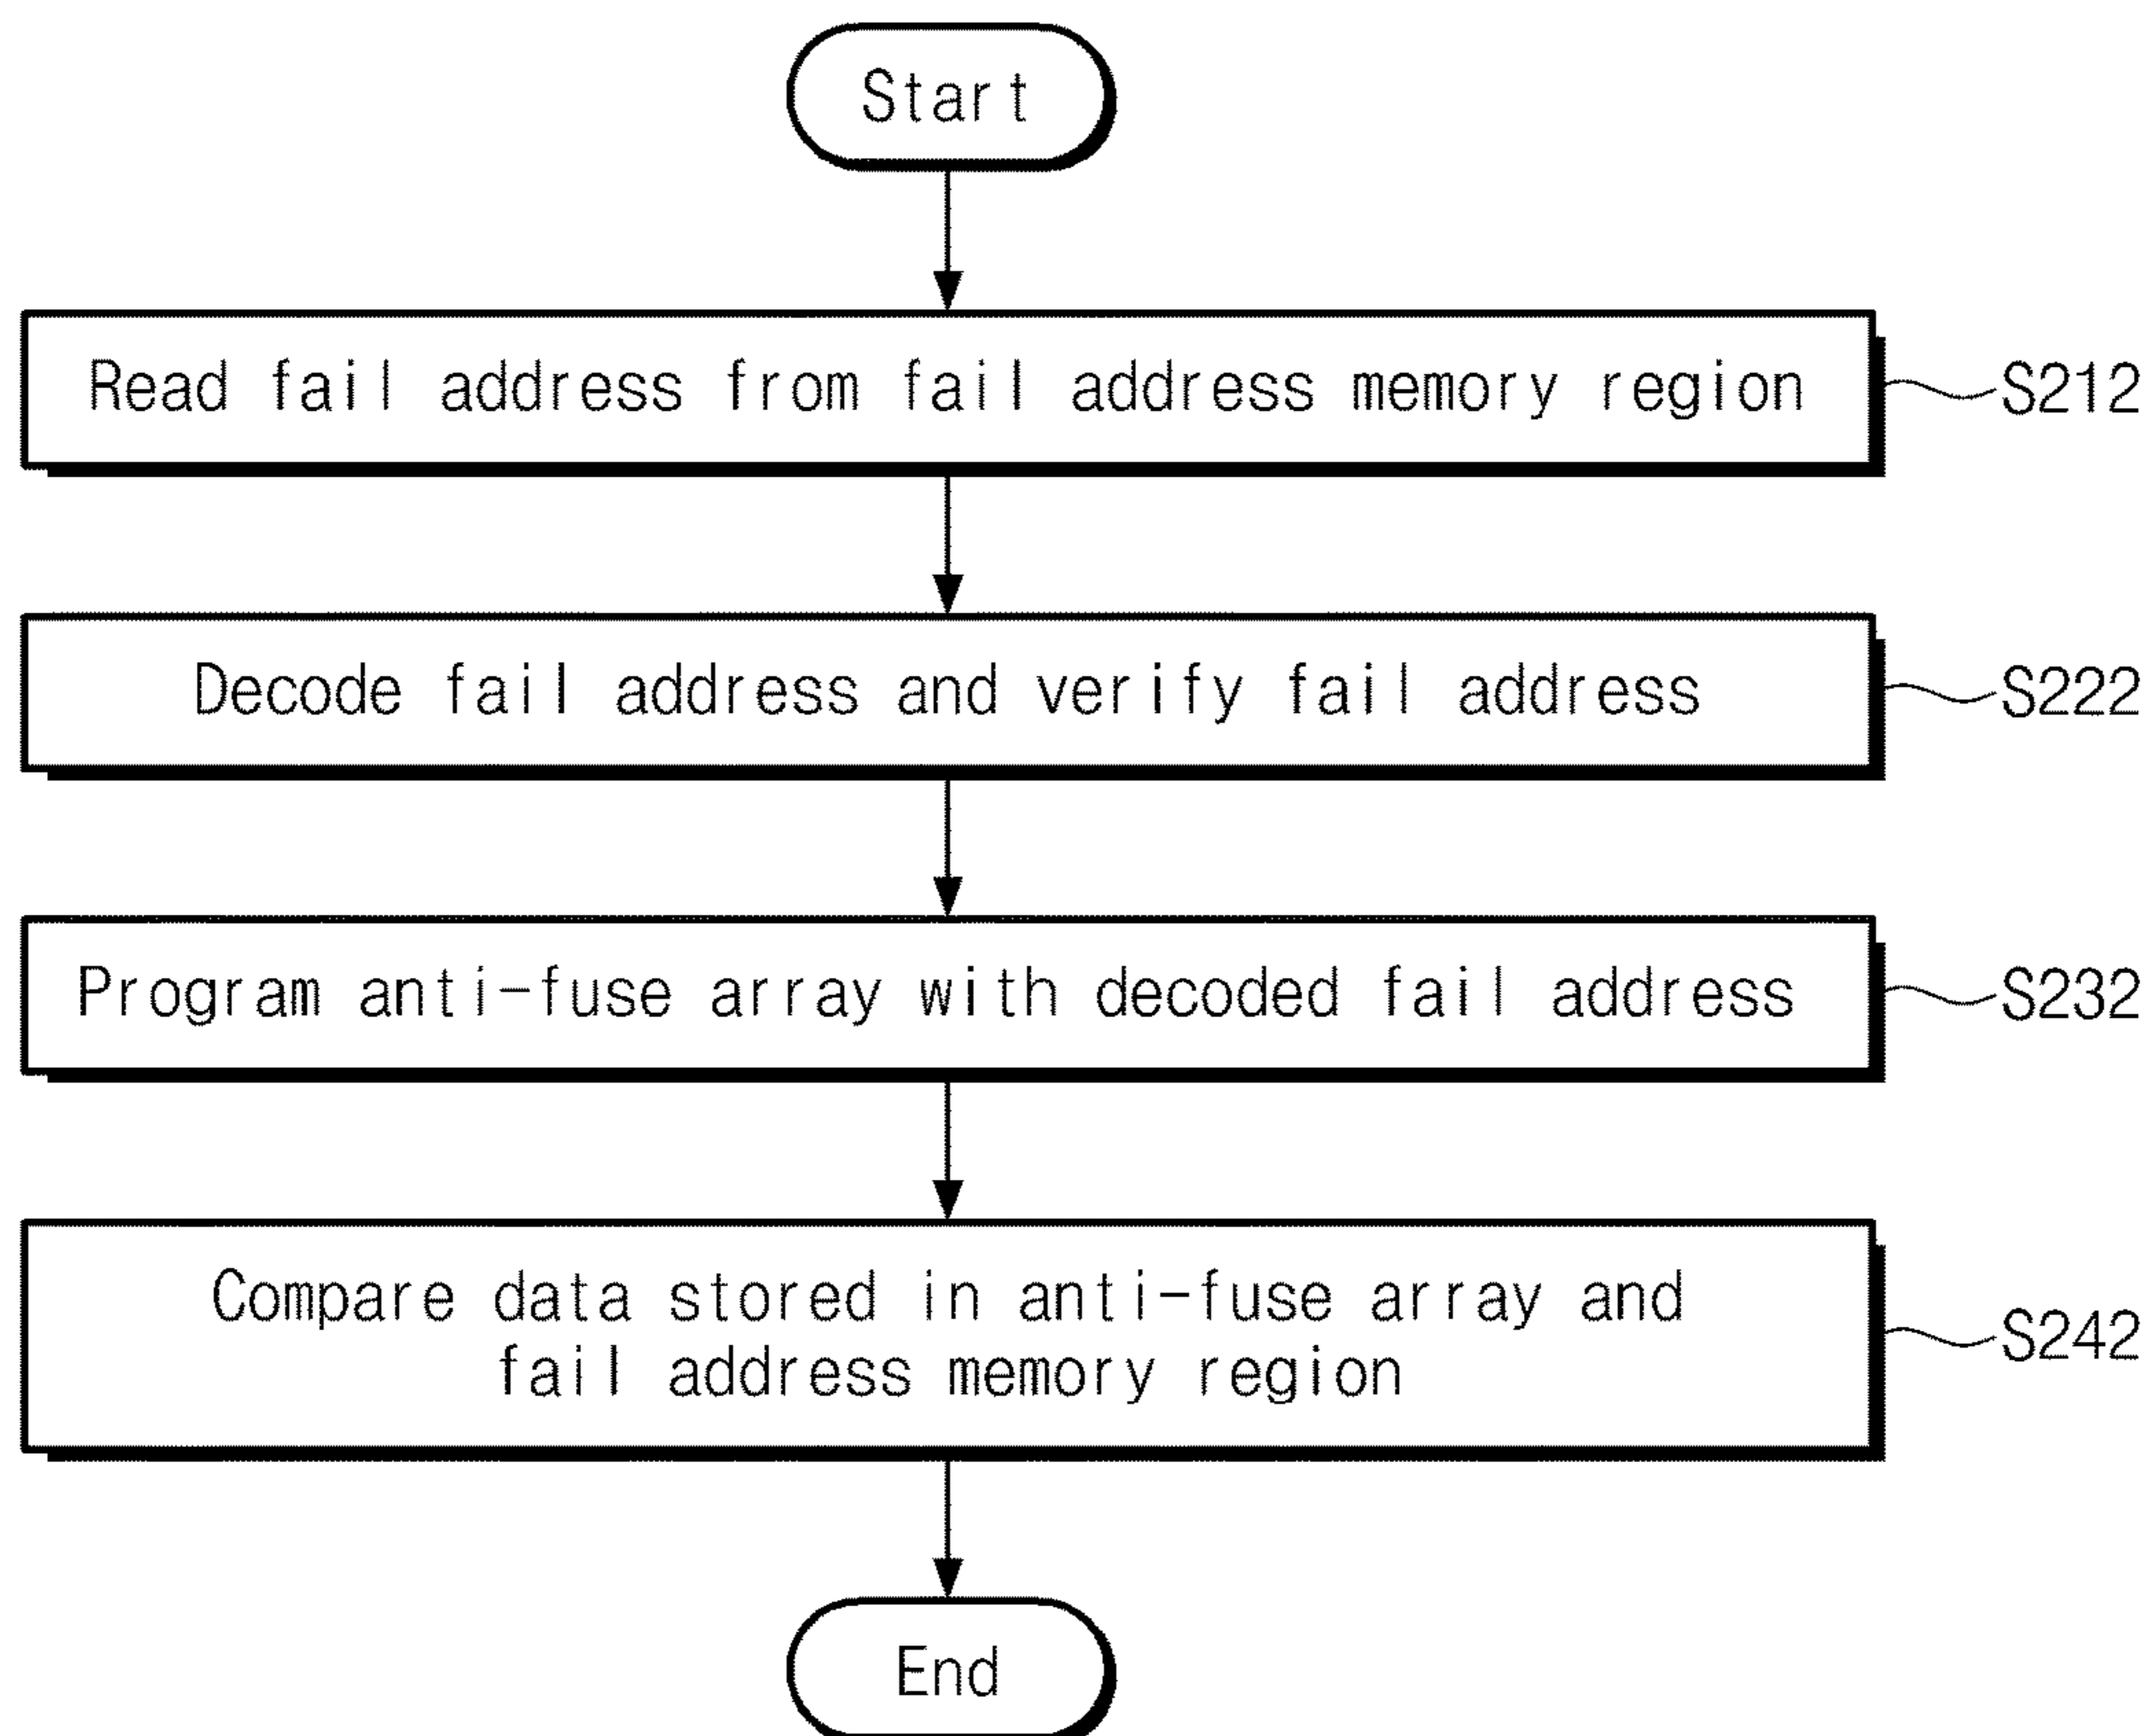 Start
Read fail address from fail address memory region
S212
Decode fail address and verify fail address
S222
Program anti-fuse array with decoded fail address
S232
Compare data stored in anti-fuse array and
fail address memory region
S242
End